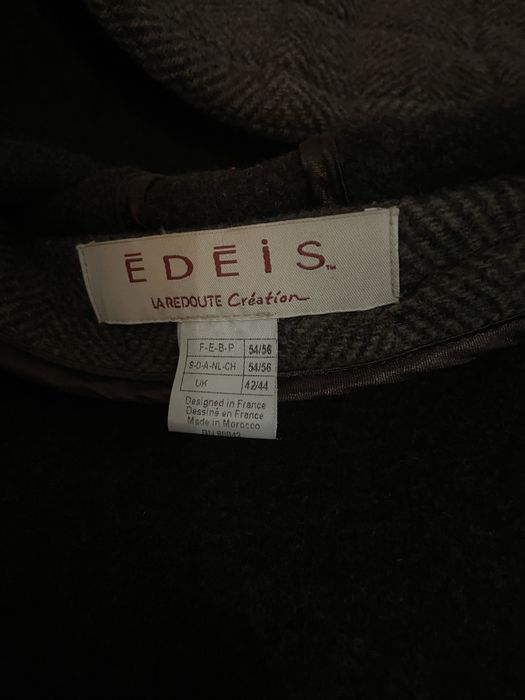 ĒDĒiS™
LA REDOUTE Création
F-E-B-P 54/56
S-D-A-NL-CH 54/56
UK 42/44
Designed in France
Dessiné en France
Made in Morocco